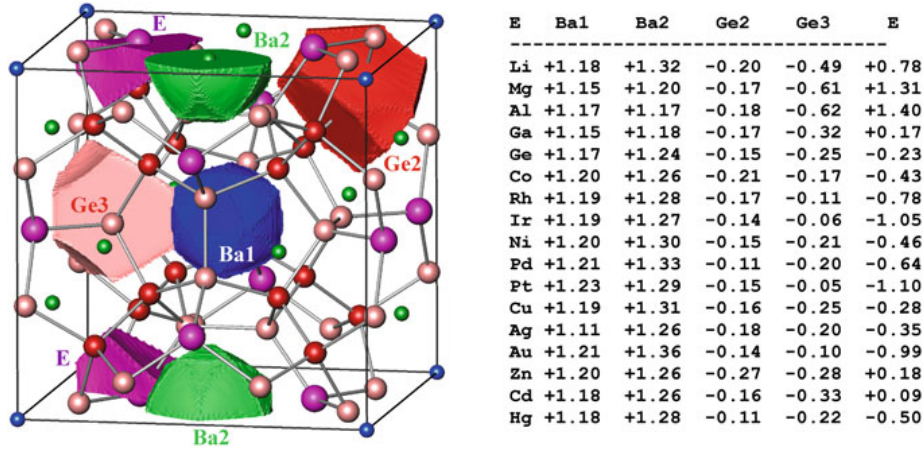 E
Ba2
Ge2
Ge3
Ba1
E
Ba2
E Ba1 Ba2 Ge2 Ge3 E
-------------------------------------
Li +1.18 +1.32 -0.20 -0.49 +0.78
Mg +1.15 +1.20 -0.17 -0.61 +1.31
Al +1.17 +1.17 -0.18 -0.62 +1.40
Ga +1.15 +1.18 -0.17 -0.32 +0.17
Ge +1.17 +1.24 -0.15 -0.25 -0.23
Co +1.20 +1.26 -0.21 -0.17 -0.43
Rh +1.19 +1.28 -0.17 -0.11 -0.78
Ir +1.19 +1.27 -0.14 -0.06 -1.05
Ni +1.20 +1.30 -0.15 -0.21 -0.46
Pd +1.21 +1.33 -0.11 -0.20 -0.64
Pt +1.23 +1.29 -0.15 -0.05 -1.10
Cu +1.19 +1.31 -0.16 -0.25 -0.28
Ag +1.11 +1.26 -0.18 -0.20 -0.35
Au +1.21 +1.36 -0.14 -0.10 -0.99
Zn +1.20 +1.26 -0.27 -0.28 +0.18
Cd +1.18 +1.26 -0.16 -0.33 +0.09
Hg +1.18 +1.28 -0.11 -0.22 -0.50